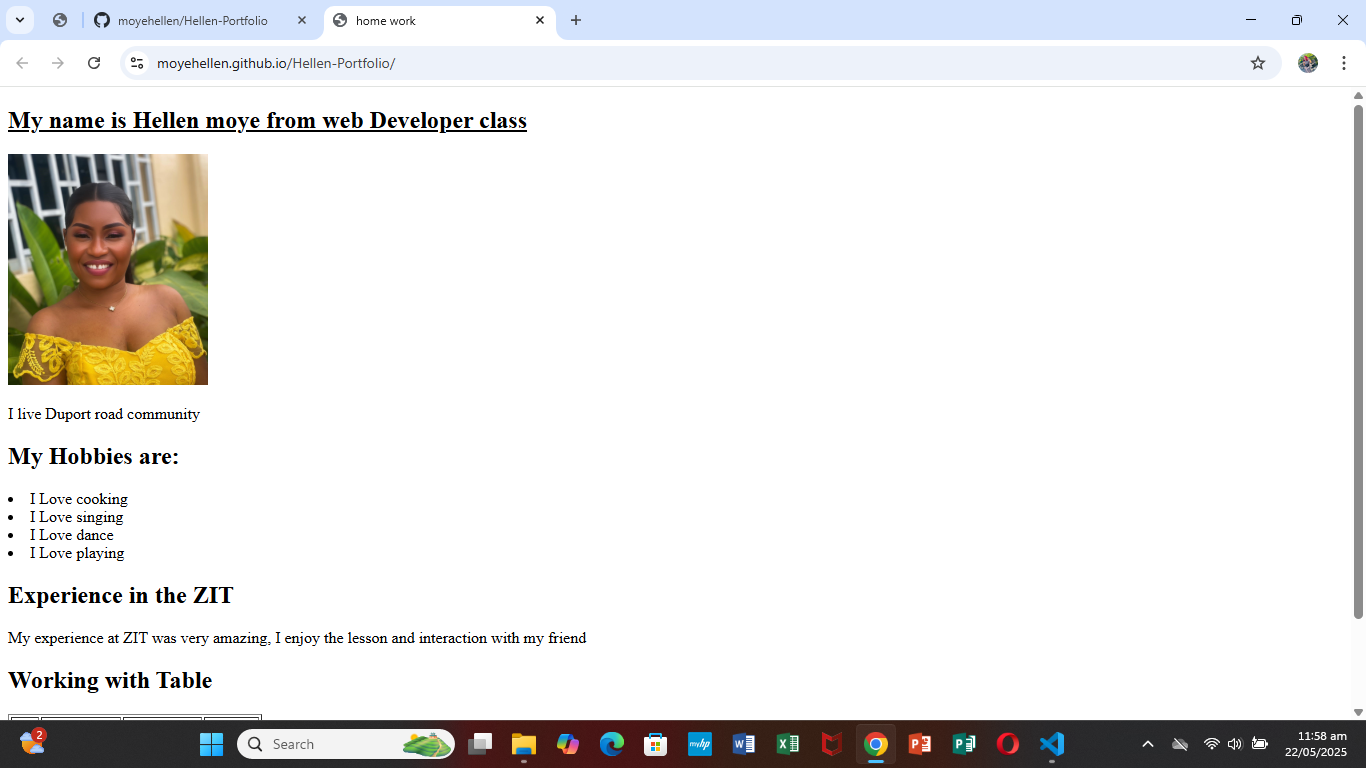 moyehellen/Hellen-Portfolio
home work
moyehellen.github.io/Hellen-Portfolio/
My name is Hellen moye from web Developer class
I live Duport road community
My Hobbies are:
I Love cooking
I Love singing
I Love dance
I Love playing
Experience in the ZIT
My experience at ZIT was very amazing, I enjoy the lesson and interaction with my friend
Working with Table
2
Search
myhp
11:58 am
22/05/2025